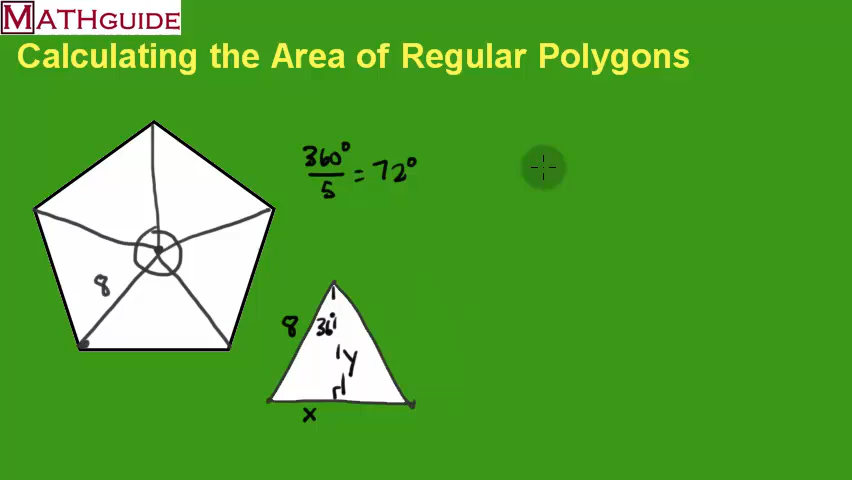 MATHGUIDE
Calculating the Area of Regular Polygons
360°
5
= 72°
8
8
36°
y
x